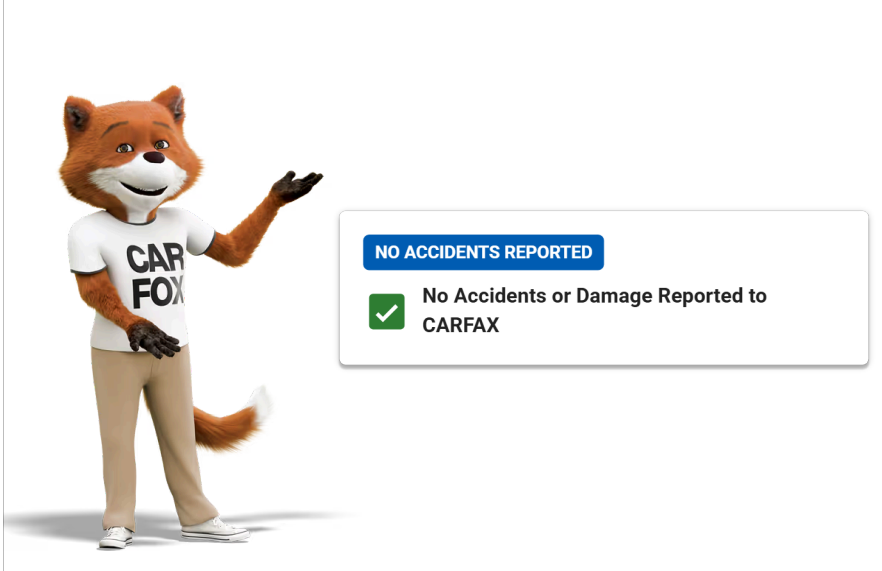 CAR
FOX
NO ACCIDENTS REPORTED
No Accidents or Damage Reported to
CARFAX